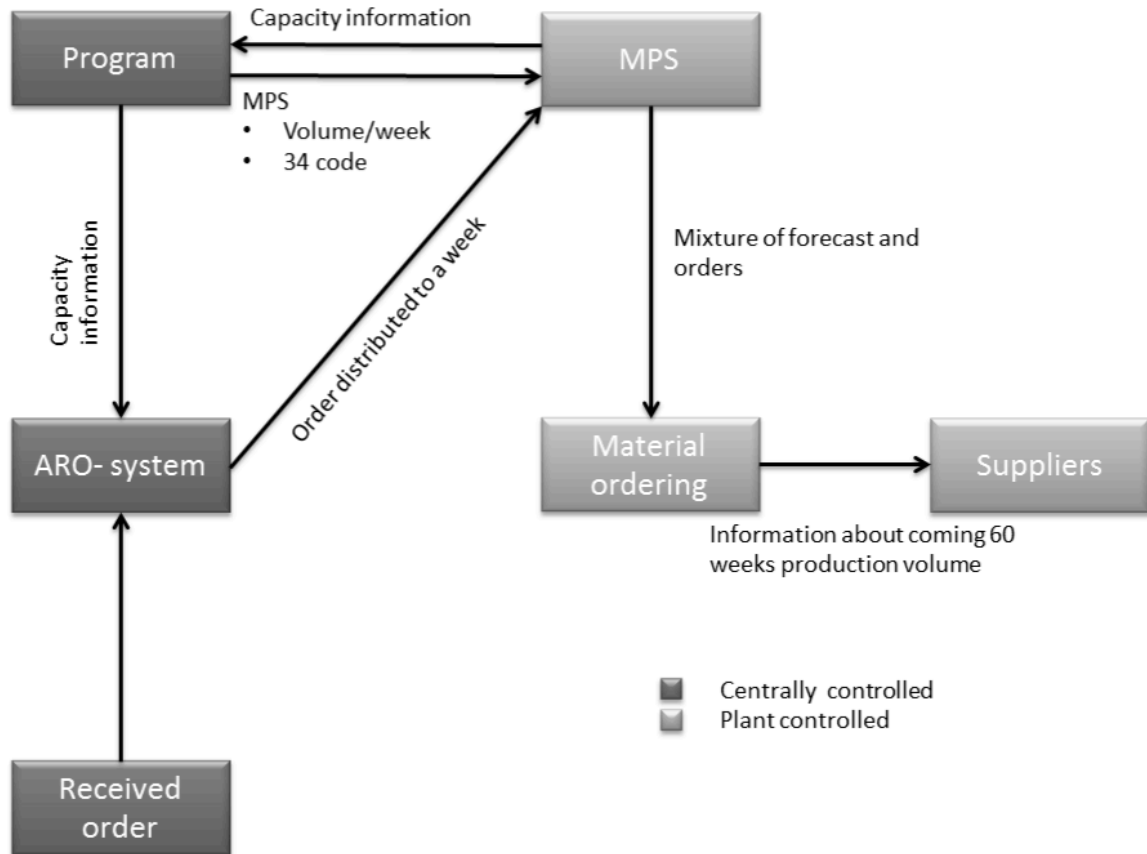 Capacity information
Program
MPS
MPS
• Volume/week
• 34 code
Capacity
information
Order distributed to a week
Mixture of forecast and
orders
ARO- system
Material
ordering
Suppliers
Information about coming 60
weeks production volume
Centrally controlled
Plant controlled
Received
order